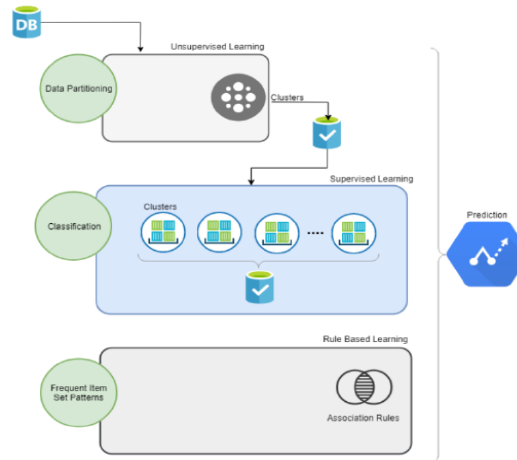 DB
Unsupervised Learning
Data Partitioning
Clusters
Supervised Learning
Clusters
Classification
....
Prediction
Rule Based Learning
Frequent Item
Set Patterns
Association Rules